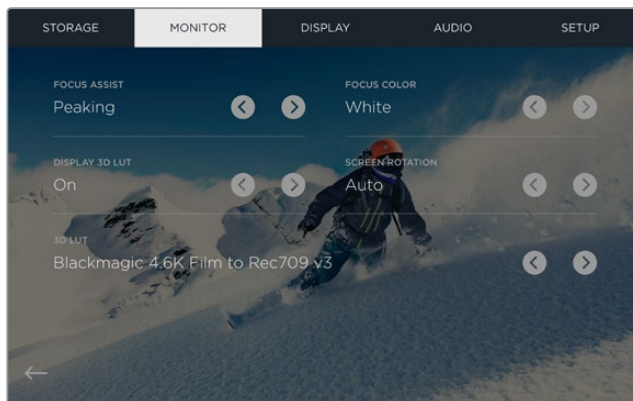 STORAGE MONITOR DISPLAY AUDIO SETUP
FOCUS ASSIST FOCUS COLOR
Peaking White
DISPLAY 3D LUT SCREEN ROTATION
On Auto
3D LUT
Blackmagic 4.6K Film to Rec709 v3